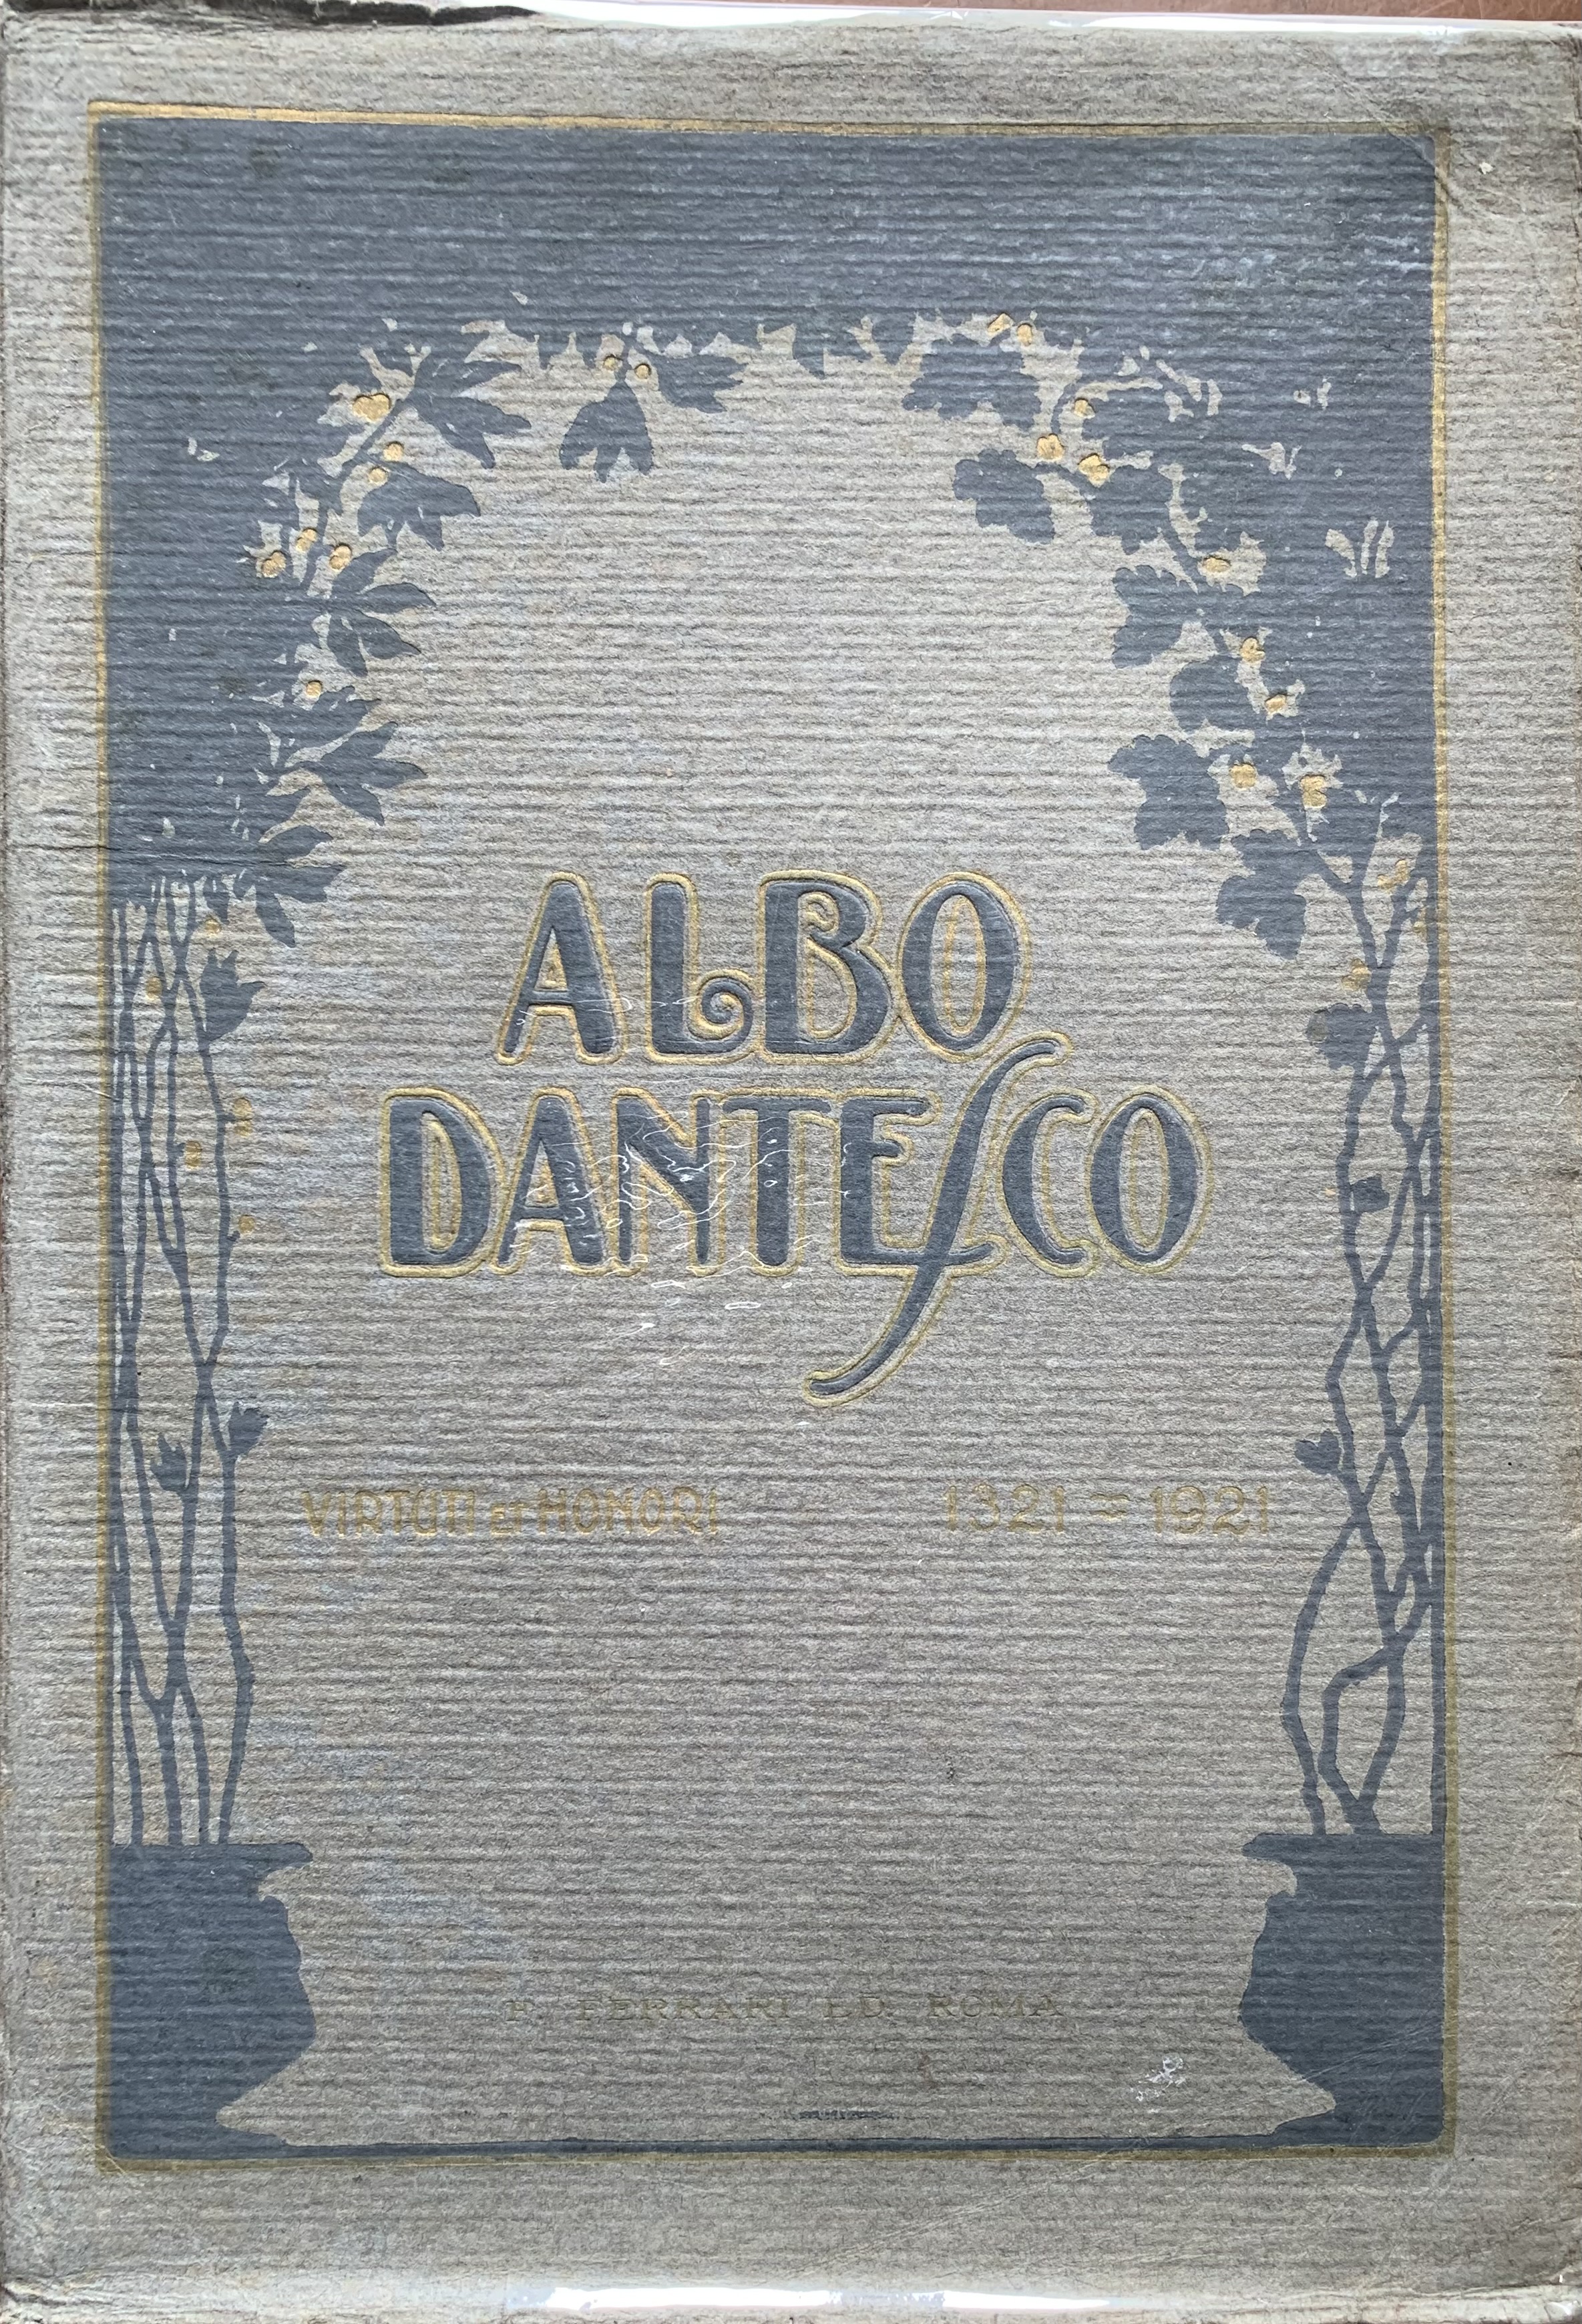 ALBO
DANTESCO
VIRTUTI ET HONORI 1321 = 1921
F. FERRARI ED. ROMA